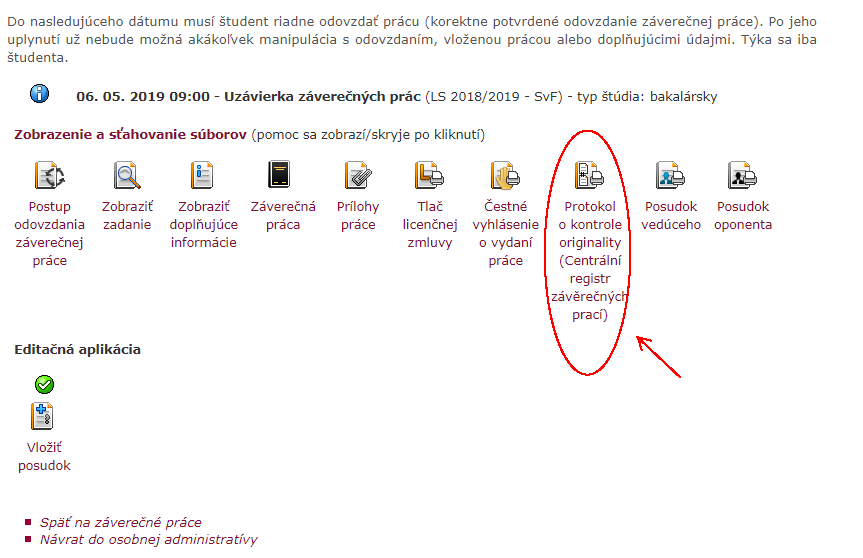 Do nasledujúceho dátumu musí študent riadne odovzdať prácu (korektne potvrdené odovzdanie záverečnej práce). Po jeho
uplynutí už nebude možná akákoľvek manipulácia s odovzdaním, vloženou prácou alebo doplňujúcimi údajmi. Týka sa iba
študenta.
06. 05. 2019 09:00 - Uzávierka záverečných prác (LS 2018/2019 - SvF) - typ štúdia: bakalársky
Zobrazenie a sťahovanie súborov (pomoc sa zobrazí/skryje po kliknutí)
Postup
odovzdania
záverečnej
práce
Zobraziť
zadanie
Zobraziť
doplňujúce
informácie
Záverečná
práca
Prílohy
práce
Tlač
licenčnej
zmluvy
Čestné
vyhlásenie
o vydaní
práce
Protokol
o kontrole
originality
(Centrální
registr
závěrečných
prací)
Posudok
vedúceho
Posudok
oponenta
Editačná aplikácia
Vložiť
posudok
Späť na záverečné práce
Návrat do osobnej administratívy